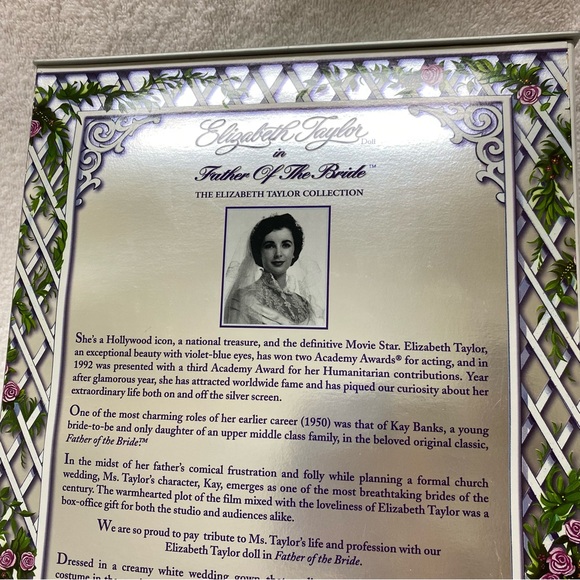 Elizabeth Taylor Doll
in
Father Of The Bride™
THE ELIZABETH TAYLOR COLLECTION
She's a Hollywood icon, a national treasure, and the definitive Movie Star. Elizabeth Taylor,
an exceptional beauty with violet-blue eyes, has won two Academy Awards® for acting, and in
1992 was presented with a third Academy Award for her Humanitarian contributions. Year
after glamorous year, she has attracted worldwide fame and has piqued our curiosity about her
extraordinary life both on and off the silver screen.
One of the most charming roles of her earlier career (1950) was that of Kay Banks, a young
bride-to-be and only daughter of an upper middle class family, in the beloved original classic,
Father of the Bride.™
In the midst of her father's comical frustration and folly while planning a formal church
wedding, Ms. Taylor's character, Kay, emerges as one of the most breathtaking brides of the
century. The warmhearted plot of the film mixed with the loveliness of Elizabeth Taylor was a
box-office gift for both the studio and audiences alike.
We are so proud to pay tribute to Ms. Taylor's life and profession with our
Elizabeth Taylor doll in Father of the Bride.
Dressed in a creamy white wedding gown
costume in